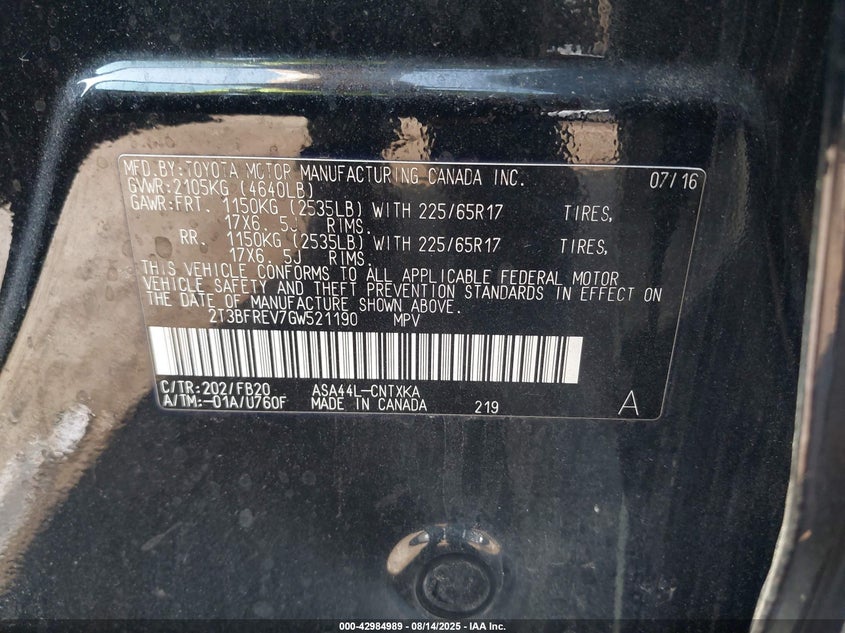 MFD.BY:TOYOTA MOTOR MANUFACTURING CANADA INC. 07/16
GVWR:2105KG (4640LB)
GAWR:FRT. 1150KG (2535LB) WITH 225/65R17 TIRES,
17X6. 5J RIMS.
RR. 1150KG (2535LB) WITH 225/65R17 TIRES,
17X6. 5J RIMS.
THIS VEHICLE CONFORMS TO ALL APPLICABLE FEDERAL MOTOR
VEHICLE SAFETY AND THEFT PREVENTION STANDARDS IN EFFECT ON
THE DATE OF MANUFACTURE SHOWN ABOVE.
2T3BFREV7GW521190 MPV
C/TR:202/FB20 ASA44L-CNTXKA
A/TM:-01A/U760F MADE IN CANADA 219 A
000-42984989 - 08/14/2025 - IAA Inc.